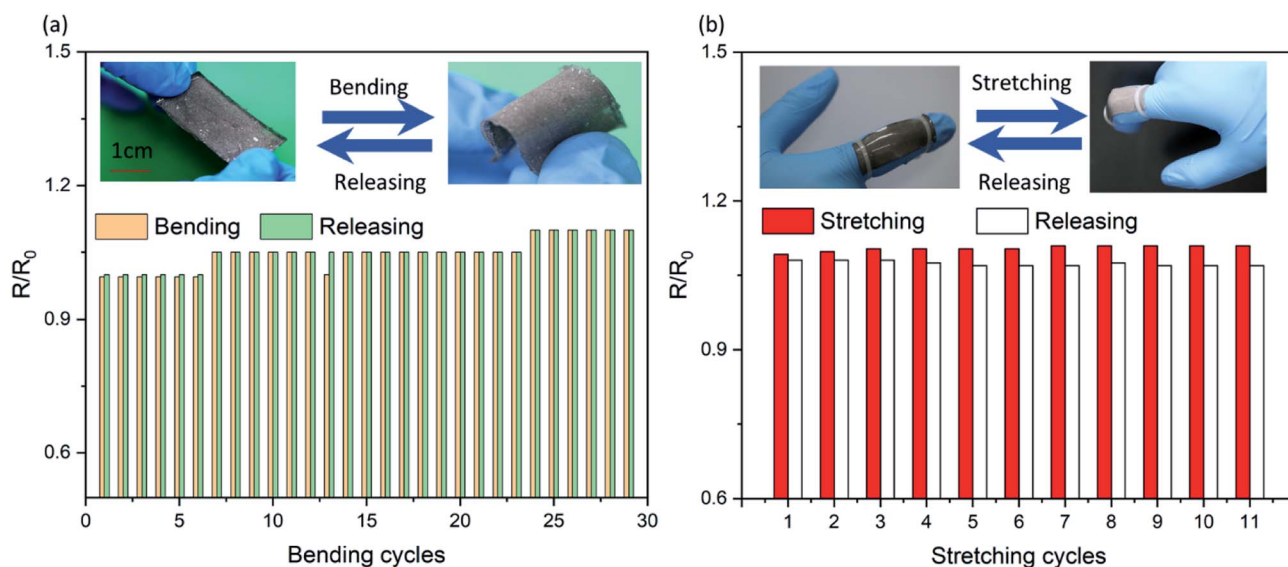 (a)
1.5
1.2
0.9
0.6
R/R0
Bending
Releasing
1cm
Bending
Releasing
0
5
10
15
20
25
30
Bending cycles
(b)
1.5
1.2
0.9
0.6
R/R0
Stretching
Releasing
Stretching
Releasing
1
2
3
4
5
6
7
8
9
10
11
Stretching cycles